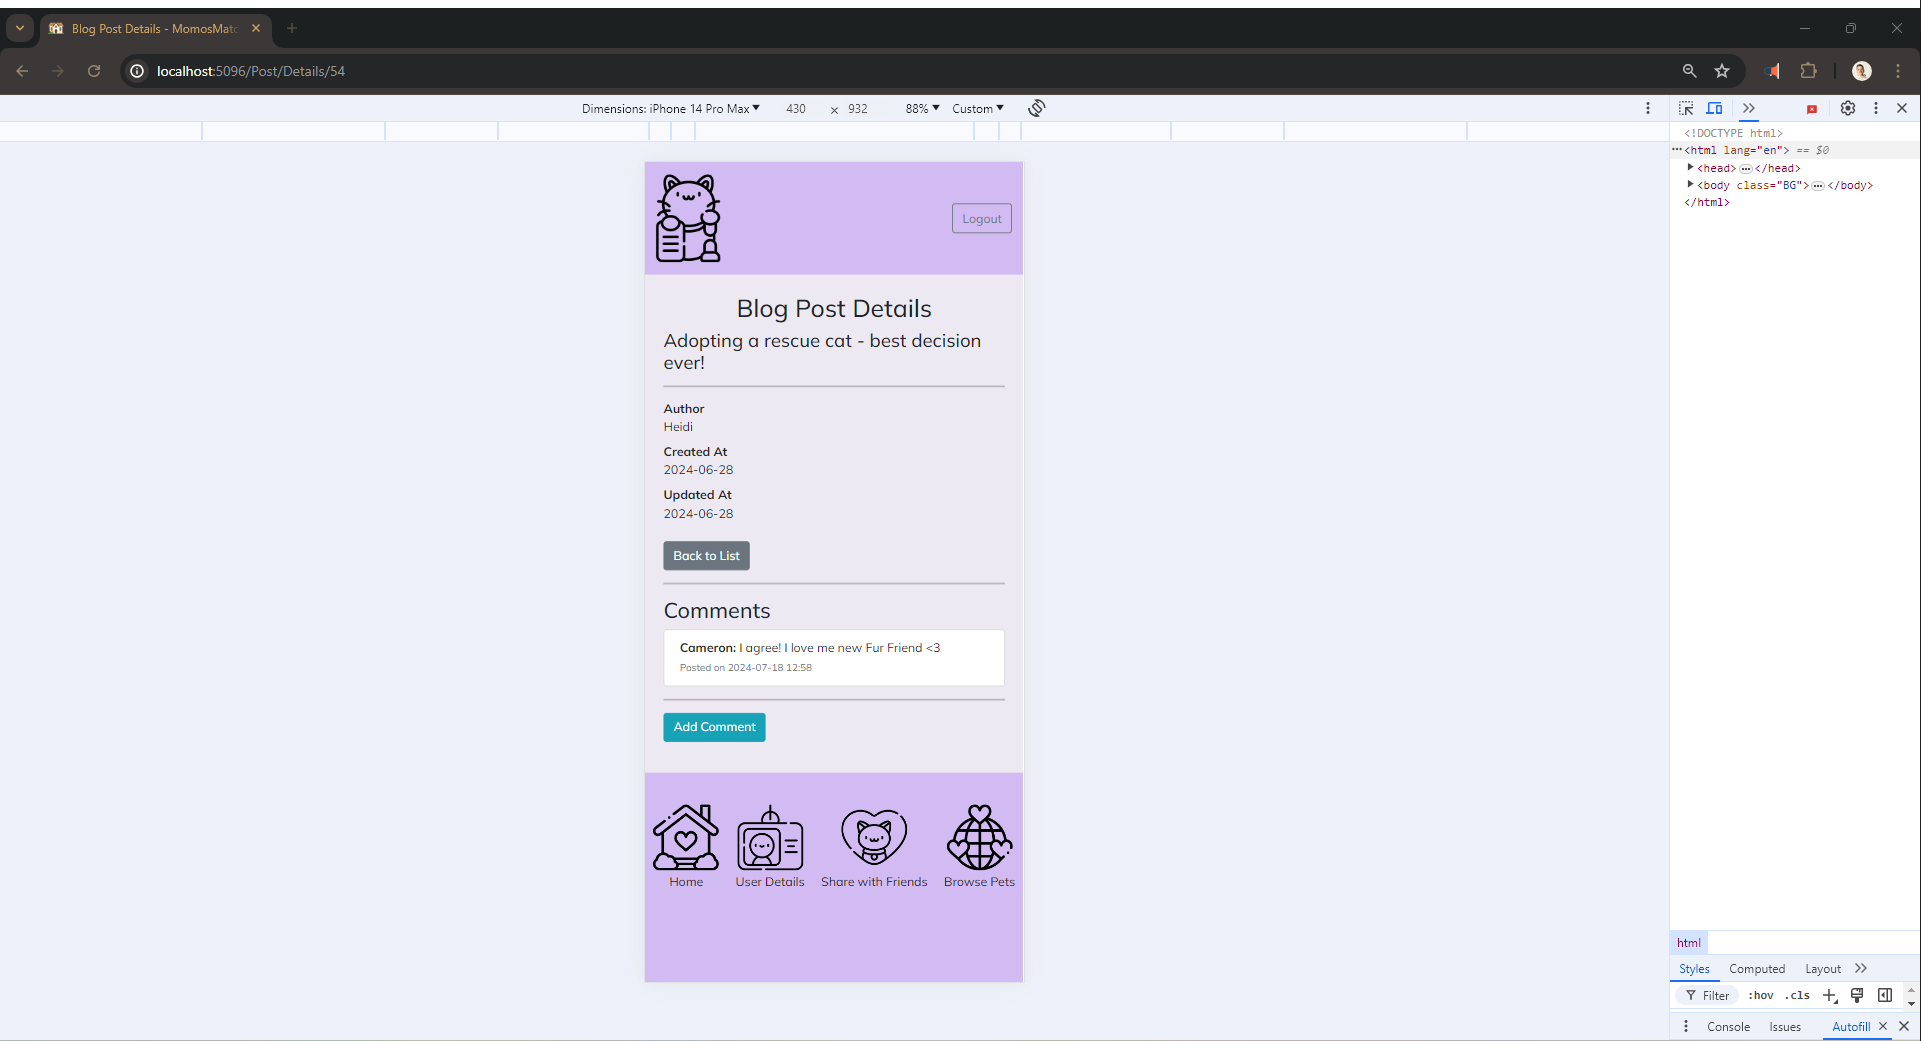 Blog Post Details - MomosMatc
localhost:5096/Post/Details/54
Dimensions: iPhone 14 Pro Max 430 × 932 88% Custom
Logout
Blog Post Details
Adopting a rescue cat - best decision
ever!
Author
Heidi
Created At
2024-06-28
Updated At
2024-06-28
Back to List
Comments
Cameron: I agree! I love me new Fur Friend <3
Posted on 2024-07-18 12:58
Add Comment
Home User Details Share with Friends Browse Pets
<!DOCTYPE html>
<html lang="en"> == $0
<head> … </head>
<body class="BG"> … </body>
</html>
html
Styles Computed Layout
Filter :hov .cls
Console Issues Autofill